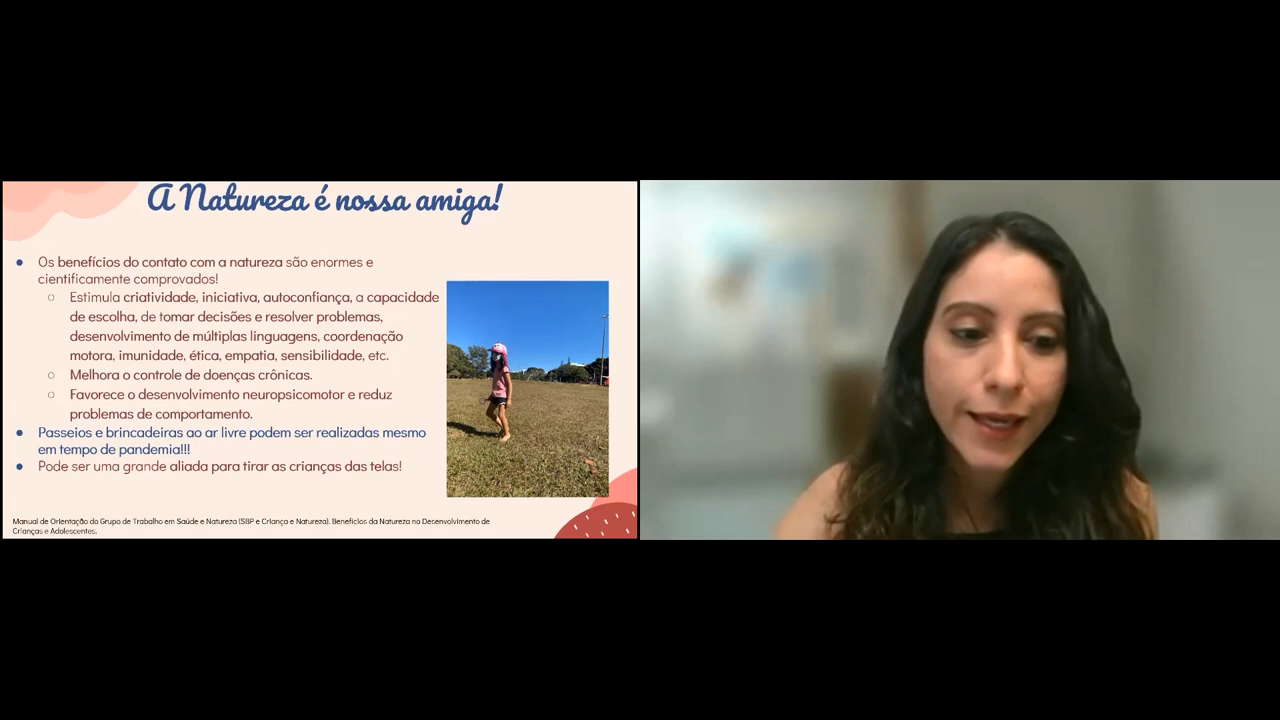 A Natureza é nossa amiga!
Os benefícios do contato com a natureza são enormes e
cientificamente comprovados!
Estimula criatividade, iniciativa, autoconfiança, a capacidade
de escolha, de tomar decisões e resolver problemas,
desenvolvimento de múltiplas linguagens, coordenação
motora, imunidade, ética, empatia, sensibilidade, etc.
Melhora o controle de doenças crônicas.
Favorece o desenvolvimento neuropsicomotor e reduz
problemas de comportamento.
Passeios e brincadeiras ao ar livre podem ser realizadas mesmo
em tempo de pandemia!!!
Pode ser uma grande aliada para tirar as crianças das telas!
Manual de Orientação do Grupo de Trabalho em Saúde e Natureza (SBP e Criança e Natureza). Benefícios da Natureza no Desenvolvimento de
Crianças e Adolescentes.